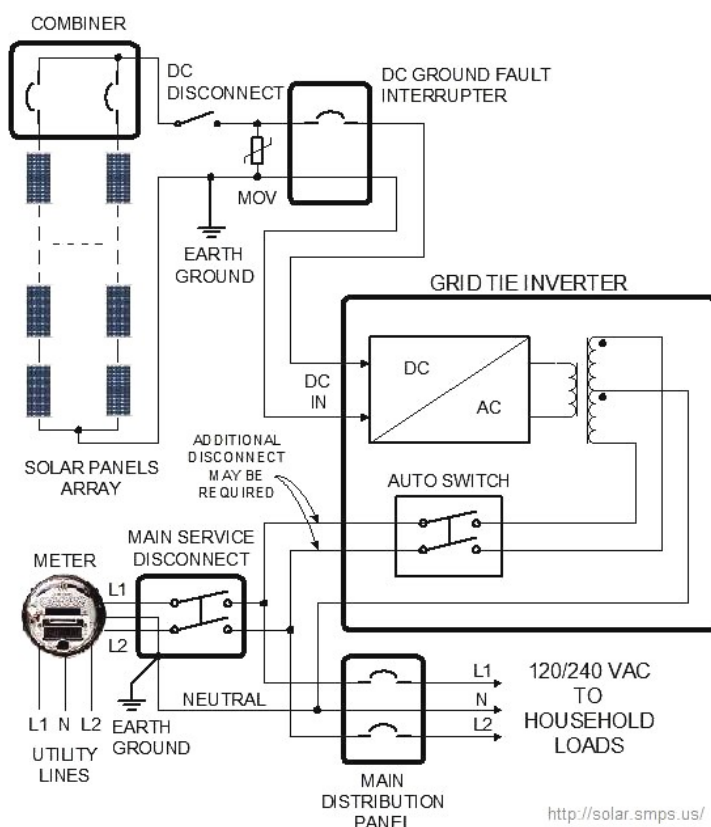 COMBINER
DC
DISCONNECT
DC GROUND FAULT
INTERRUPTER
MOV
EARTH
GROUND
GRID TIE INVERTER
DC
AC
DC
IN
SOLAR PANELS
ARRAY
ADDITIONAL
DISCONNECT
MAY BE
REQUIRED
AUTO SWITCH
METER
MAIN SERVICE
DISCONNECT
L1
L2
NEUTRAL
EARTH
GROUND
L1 N L2
UTILITY
LINES
L1
N
L2
120/240 VAC
TO
HOUSEHOLD
LOADS
MAIN
DISTRIBUTION
PANEL
http://solar.smps.us/